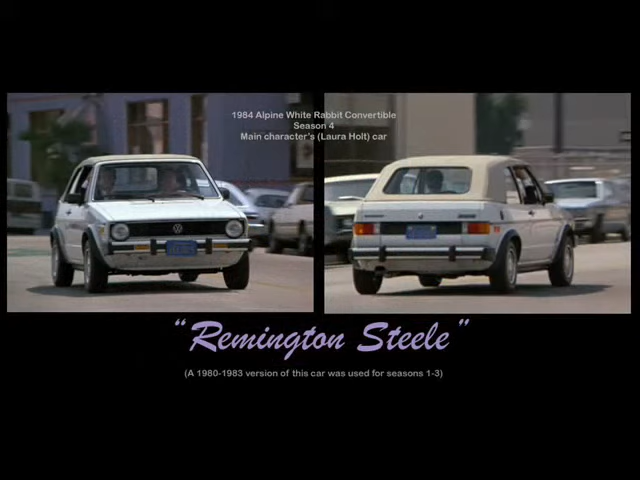 1984 Alpine White Rabbit Convertible
Season 4
Main character's (Laura Holt) car
"Remington Steele"
(A 1980-1983 version of this car was used for seasons 1-3)